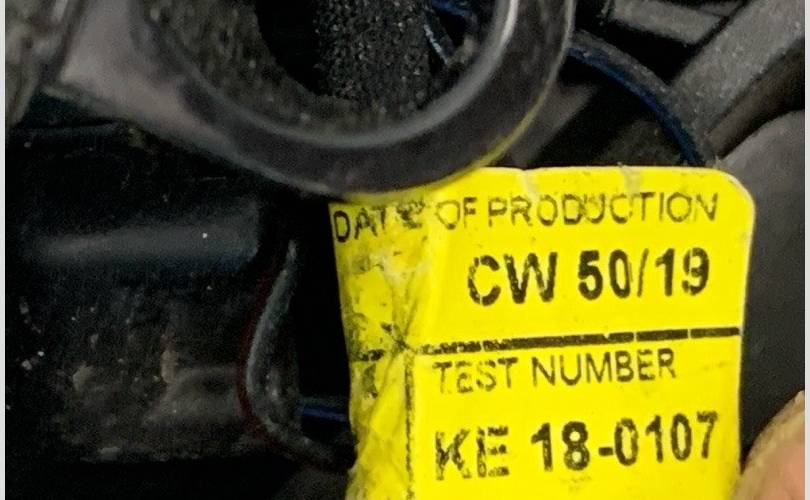 DATE OF PRODUCTION
CW 50/19
TEST NUMBER
KE 18-0107